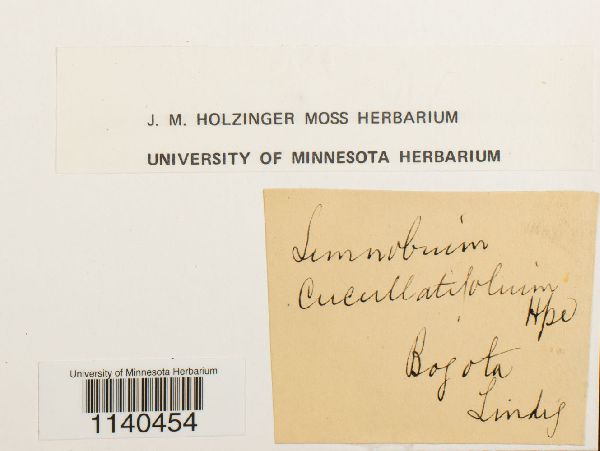 J. M. HOLZINGER MOSS HERBARIUM
UNIVERSITY OF MINNESOTA HERBARIUM
Limnobium
Cucullatifolium
Hpe
Bogota
Lindig
University of Minnesota Herbarium
1140454